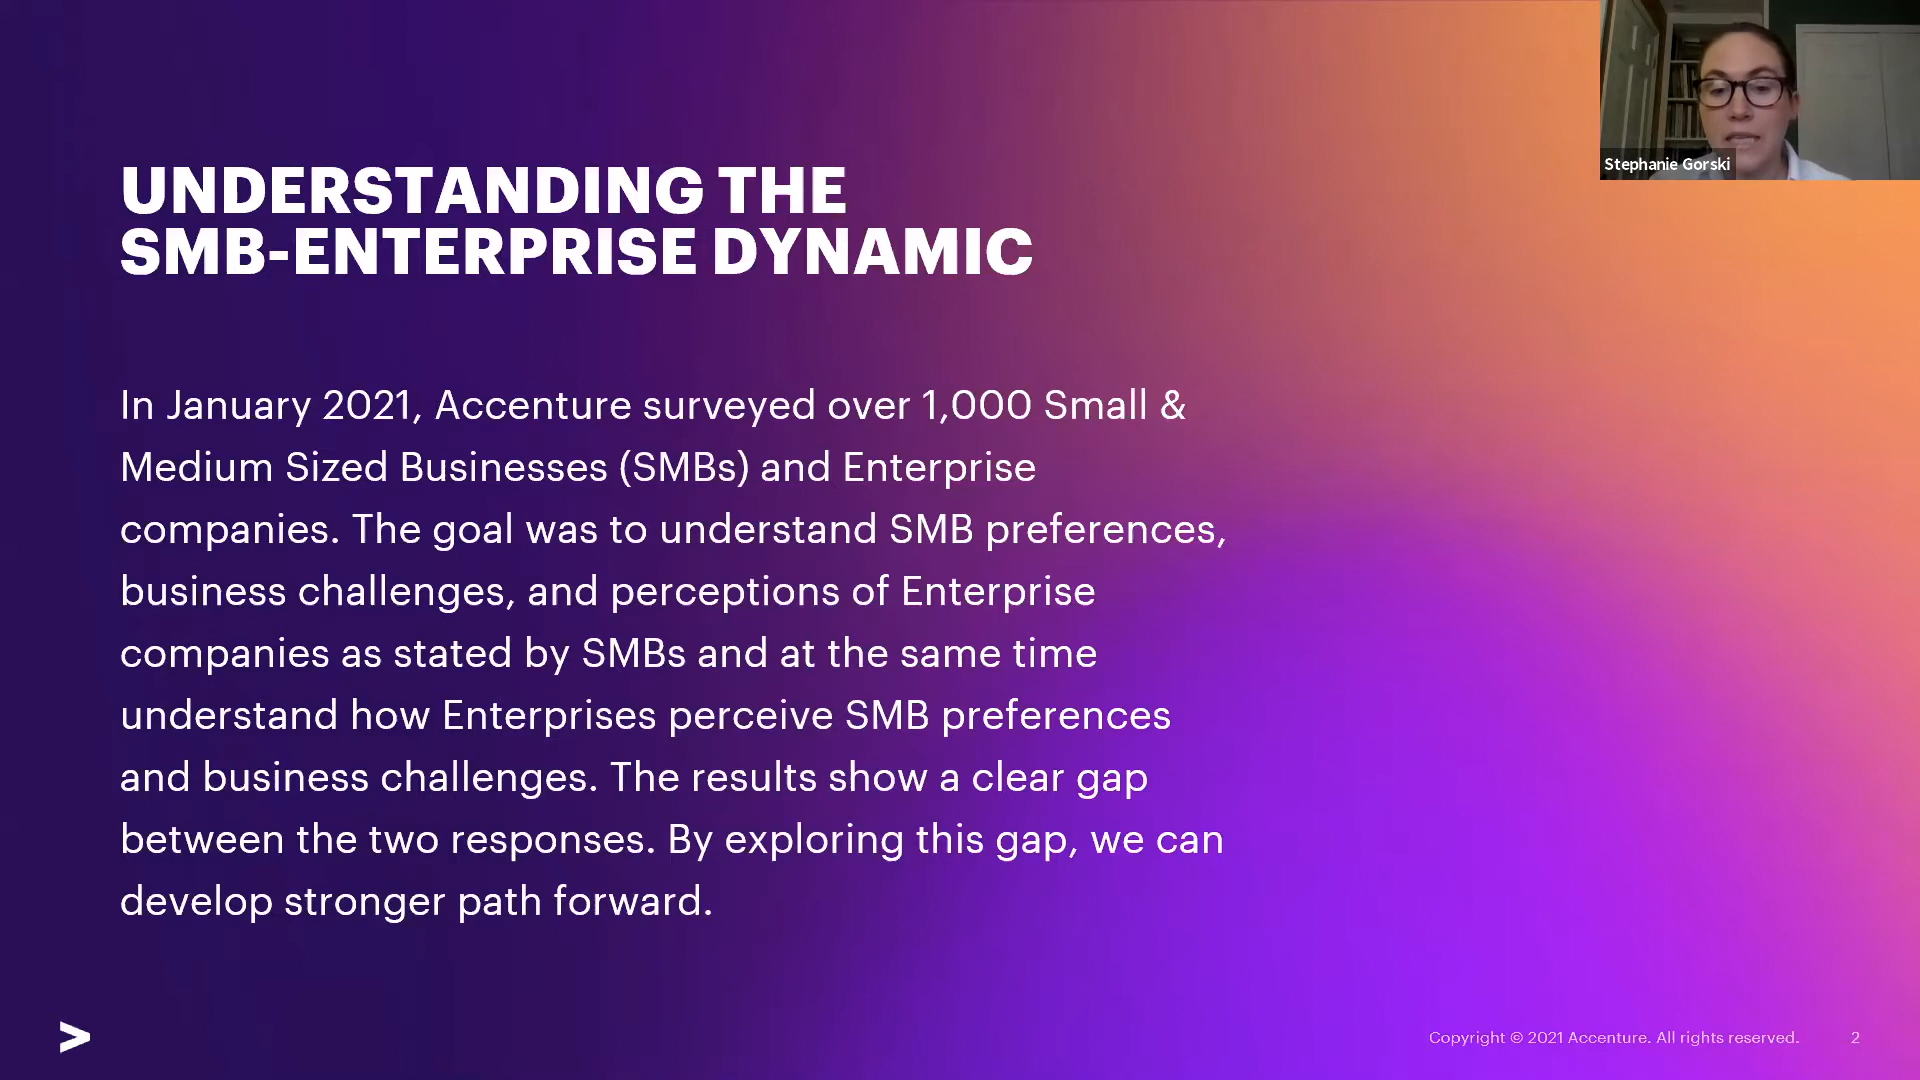 Stephanie Gorski
UNDERSTANDING THE
SMB-ENTERPRISE DYNAMIC
In January 2021, Accenture surveyed over 1,000 Small &
Medium Sized Businesses (SMBs) and Enterprise
companies. The goal was to understand SMB preferences,
business challenges, and perceptions of Enterprise
companies as stated by SMBs and at the same time
understand how Enterprises perceive SMB preferences
and business challenges. The results show a clear gap
between the two responses. By exploring this gap, we can
develop stronger path forward.
Copyright © 2021 Accenture. All rights reserved. 2